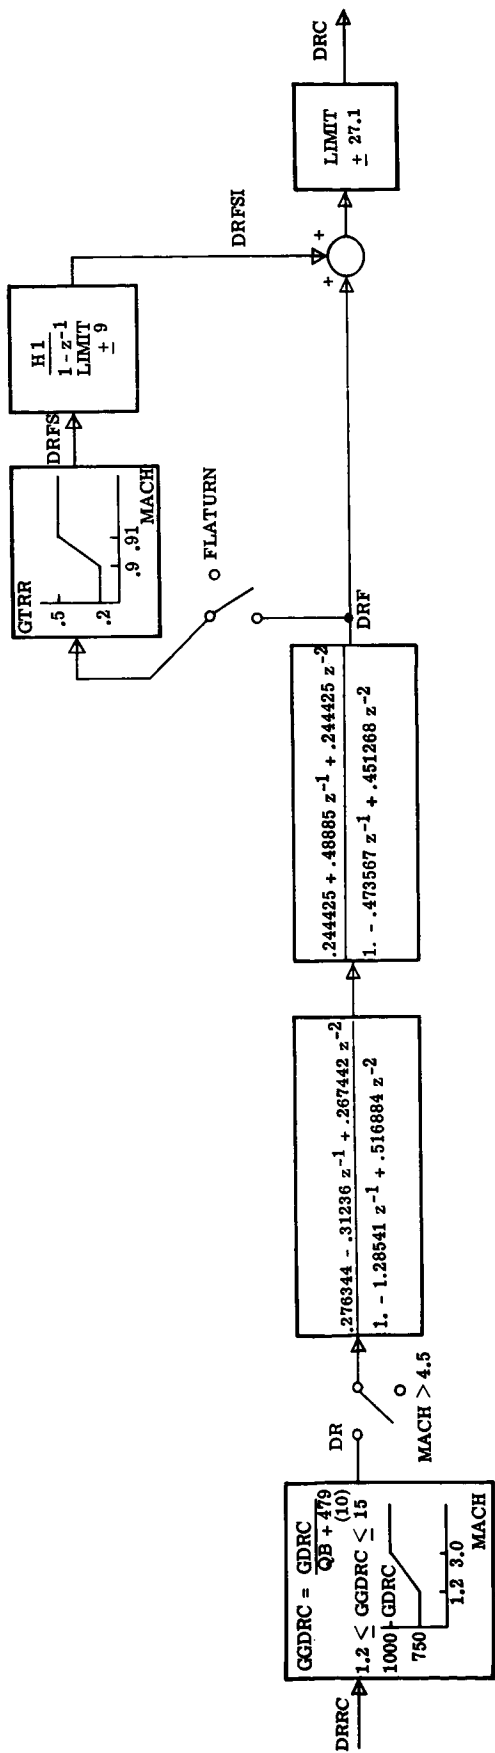 DRRC
GGDRC = GDRC
QB + 479
(10)
1.2 ≤ GGDRC ≤ 15
1000 GDRC
750
1.2 3.0
MACH
DR
MACH > 4.5
.276344 - .31236 z⁻¹ + .267442 z⁻²
1. - 1.28541 z⁻¹ + .516884 z⁻²
.244425 + .48885 z⁻¹ + .244425 z⁻²
1. - .473567 z⁻¹ + .451268 z⁻²
DRF
FLATURN
GTRR
.5
.2
.9 .91
MACH
DRFS
H 1
1 - z⁻¹
LIMIT
± 9
DRFSI
+
+
LIMIT
± 27.1
DRC